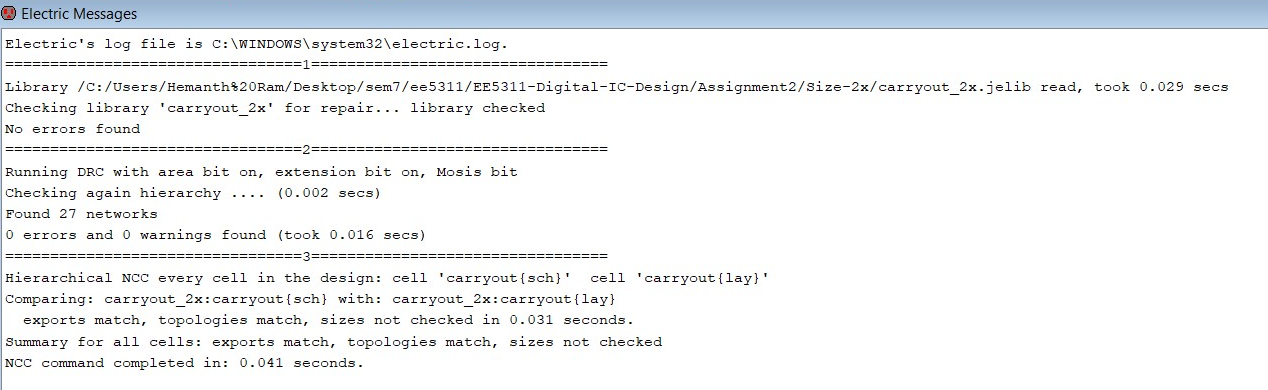 Electric Messages
Electric's log file is C:\WINDOWS\system32\electric.log.
=================================1=================================
Library /C:/Users/Hemanth%20Ram/Desktop/sem7/ee5311/EE5311-Digital-IC-Design/Assignment2/Size-2x/carryout_2x.jelib read, took 0.029 secs
Checking library 'carryout_2x' for repair... library checked
No errors found
=================================2=================================
Running DRC with area bit on, extension bit on, Mosis bit
Checking again hierarchy .... (0.002 secs)
Found 27 networks
0 errors and 0 warnings found (took 0.016 secs)
=================================3=================================
Hierarchical NCC every cell in the design: cell 'carryout{sch}'  cell 'carryout{lay}'
Comparing: carryout_2x:carryout{sch} with: carryout_2x:carryout{lay}
  exports match, topologies match, sizes not checked in 0.031 seconds.
Summary for all cells: exports match, topologies match, sizes not checked
NCC command completed in: 0.041 seconds.